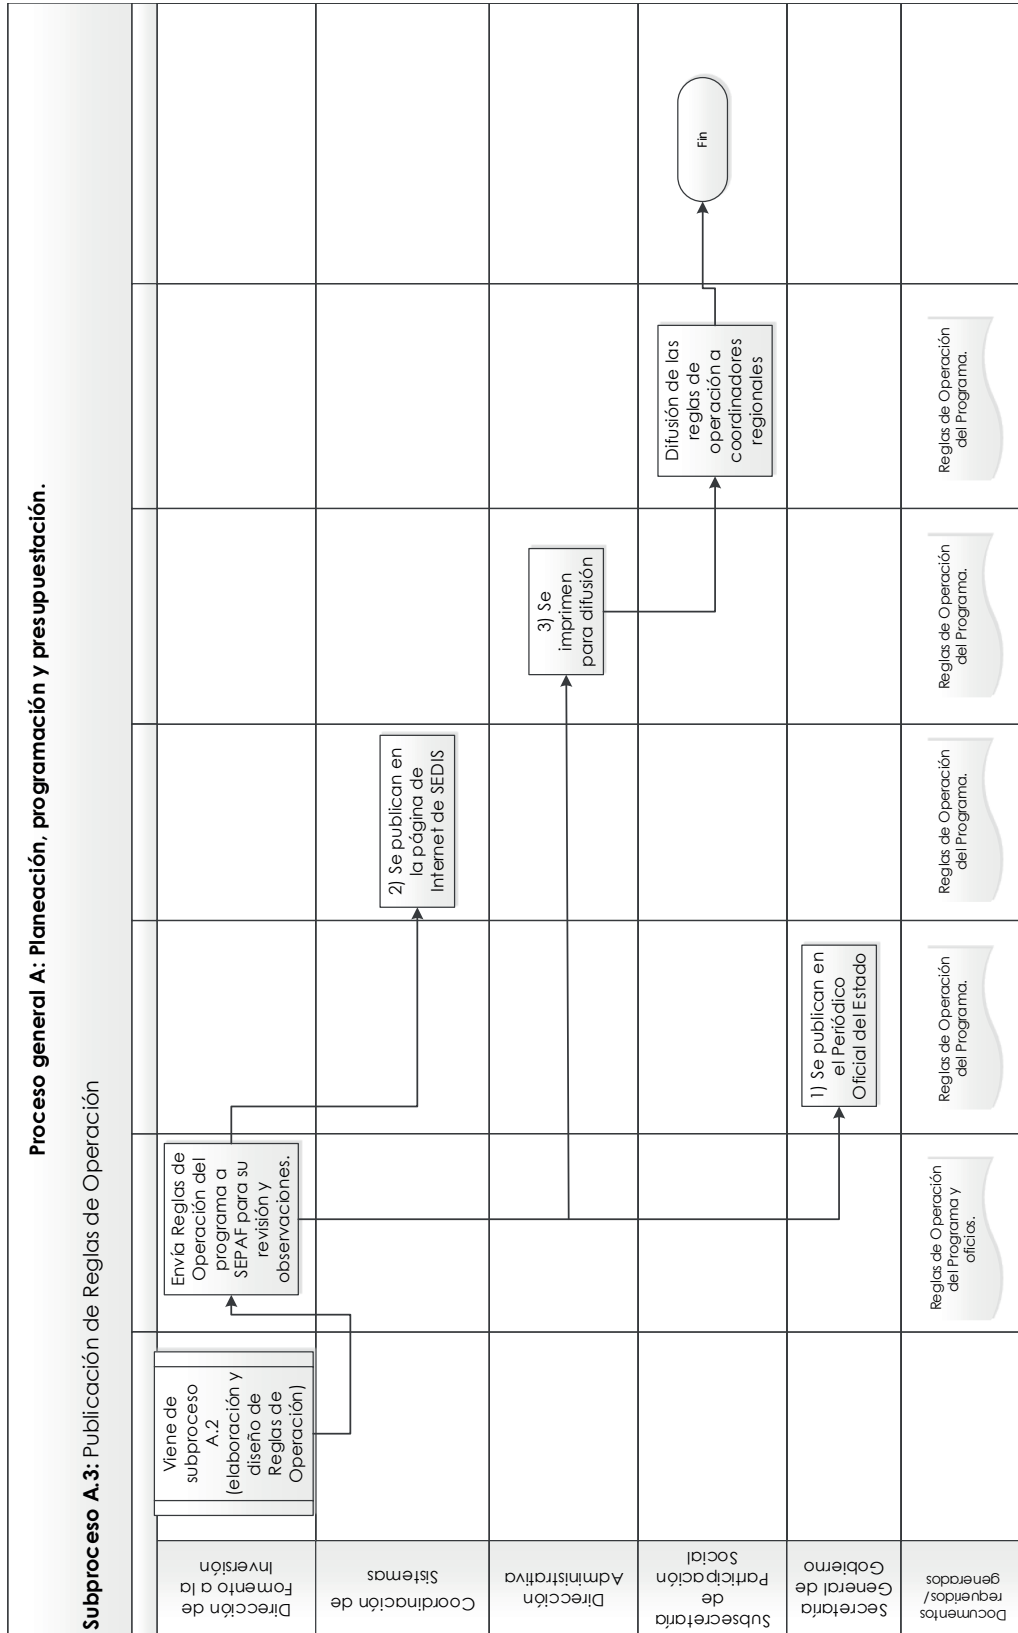 Proceso general A: Planeación, programación y presupuestación.
Subproceso A.3: Publicación de Reglas de Operación
Dirección de
Fomento a la
Inversión
Viene de
subproceso
A.2
(elaboración y
diseño de
Reglas de
Operación)
Envía Reglas de
Operación del
programa a
SEPAF para su
revisión y
observaciones.
Coordinación de
Sistemas
2) Se publican en
la página de
Internet de SEDIS
Dirección
Administrativa
3) Se
imprimen
para difusión
Subsecretaría
de
Participación
Social
Difusión de las
reglas de
operación a
coordinadores
regionales
Fin
Secretaría
General de
Gobierno
1) Se publican en
el Periódico
Oficial del Estado
Documentos
requeridos/
generados
Reglas de Operación
del Programa y
oficios.
Reglas de Operación
del Programa.
Reglas de Operación
del Programa.
Reglas de Operación
del Programa.
Reglas de Operación
del Programa.